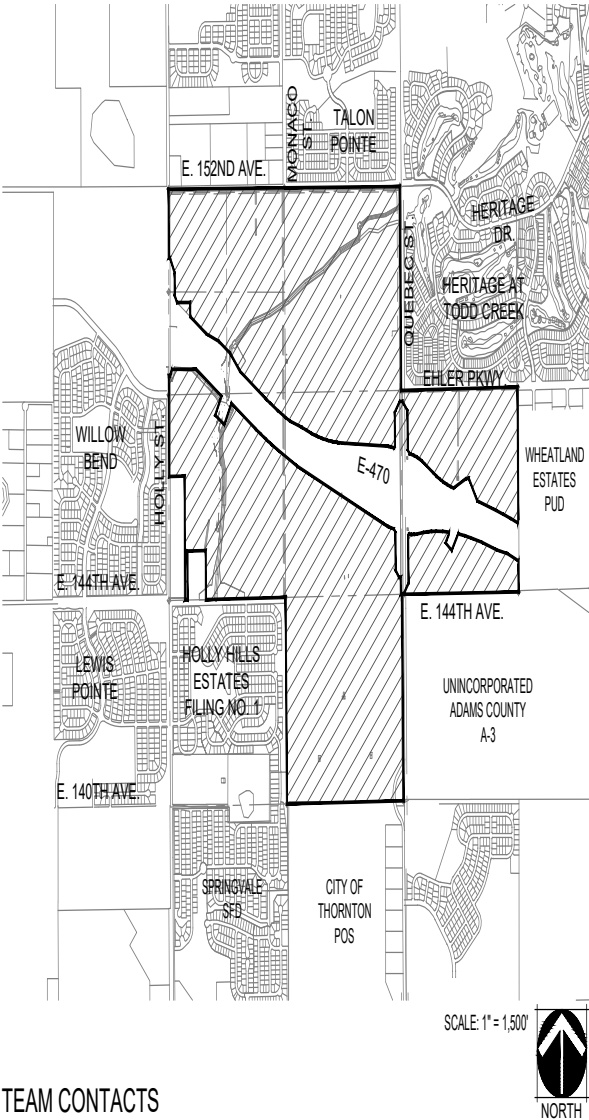 MONACO
ST.
TALON
POINTE
E. 152ND AVE.
HERITAGE
DR.
QUEBEC ST.
HERITAGE AT
TODD CREEK
EHLER PKWY.
WILLOW
BEND
HOLLY ST.
E-470
WHEATLAND
ESTATES
PUD
E. 144TH AVE.
E. 144TH AVE.
LEWIS
POINTE
HOLLY HILLS
ESTATES
FILING NO. 1
UNINCORPORATED
ADAMS COUNTY
A-3
E. 140TH AVE.
SPRINGVALE
SFD
CITY OF
THORNTON
POS
SCALE: 1" = 1,500'
NORTH
TEAM CONTACTS